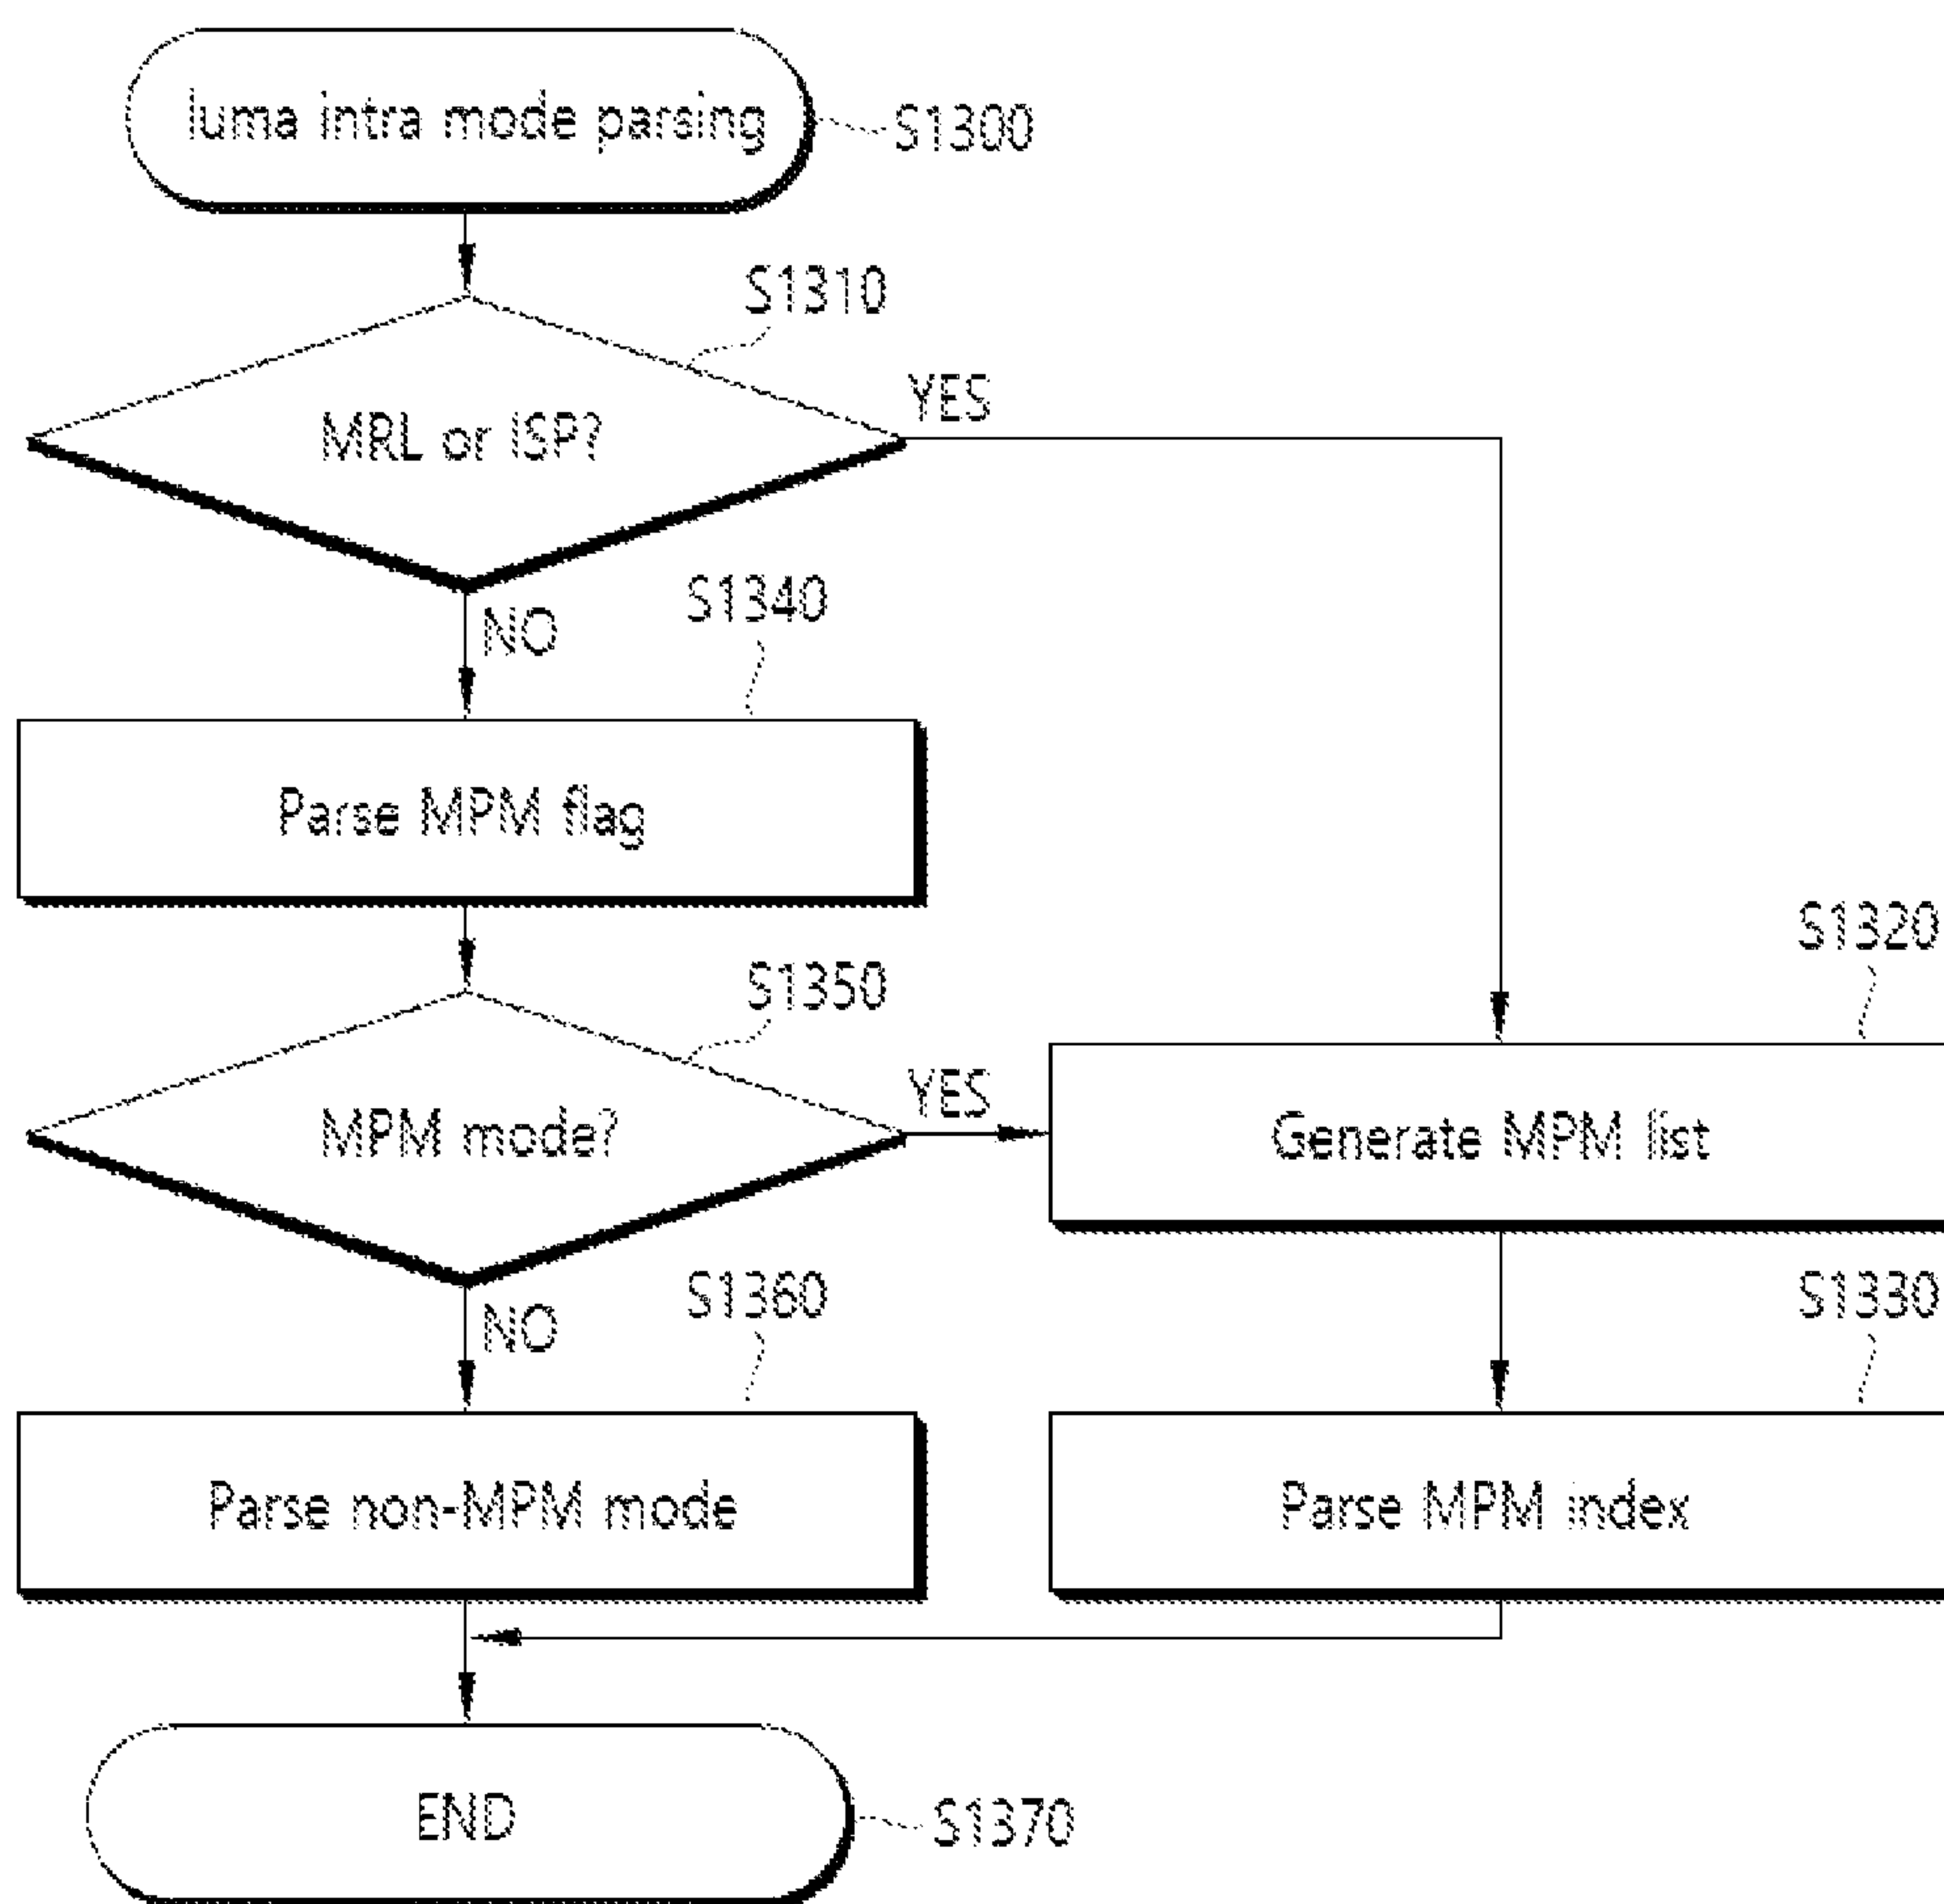 luma intra mode parsing
S1300
S1310
MRL or ISP?
YES
NO
S1340
Parse MPM flag
S1320
S1350
MPM mode?
YES
Generate MPM list
NO
S1360
S1330
Parse non-MPM mode
Parse MPM index
END
S1370